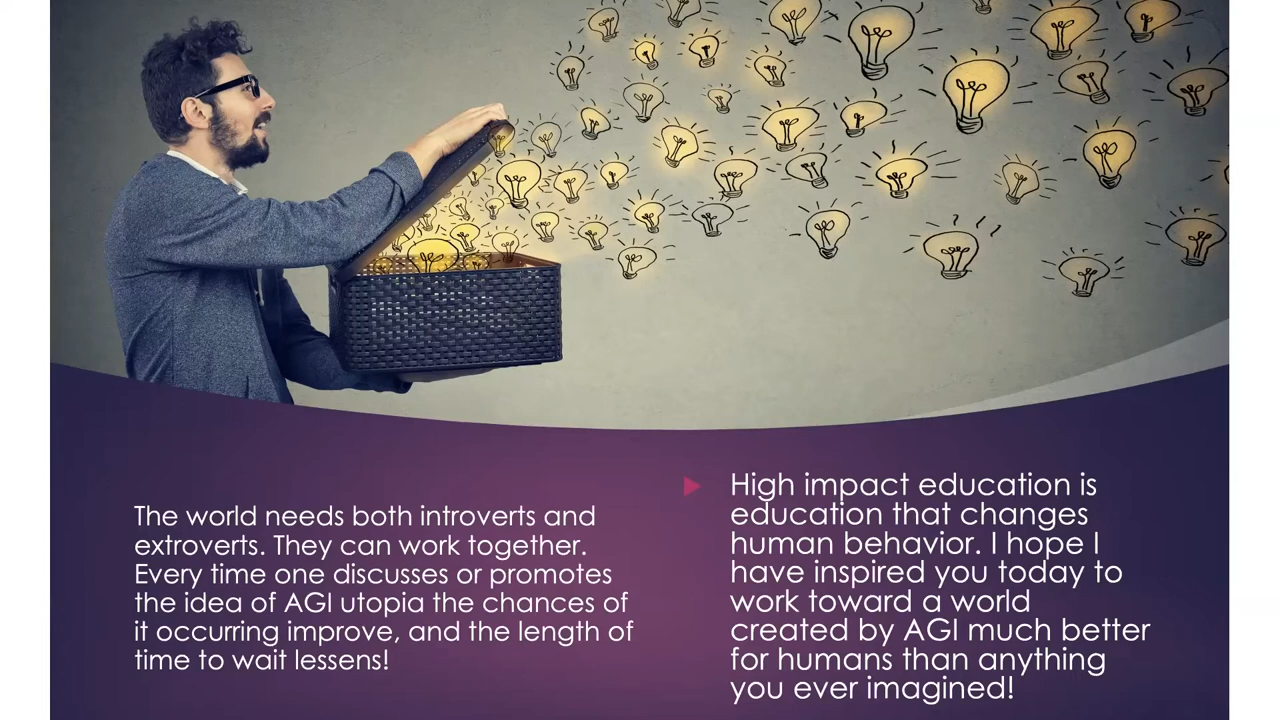 The world needs both introverts and
extroverts. They can work together.
Every time one discusses or promotes
the idea of AGI utopia the chances of
it occurring improve, and the length of
time to wait lessens!
High impact education is
education that changes
human behavior. I hope I
have inspired you today to
work toward a world
created by AGI much better
for humans than anything
you ever imagined!